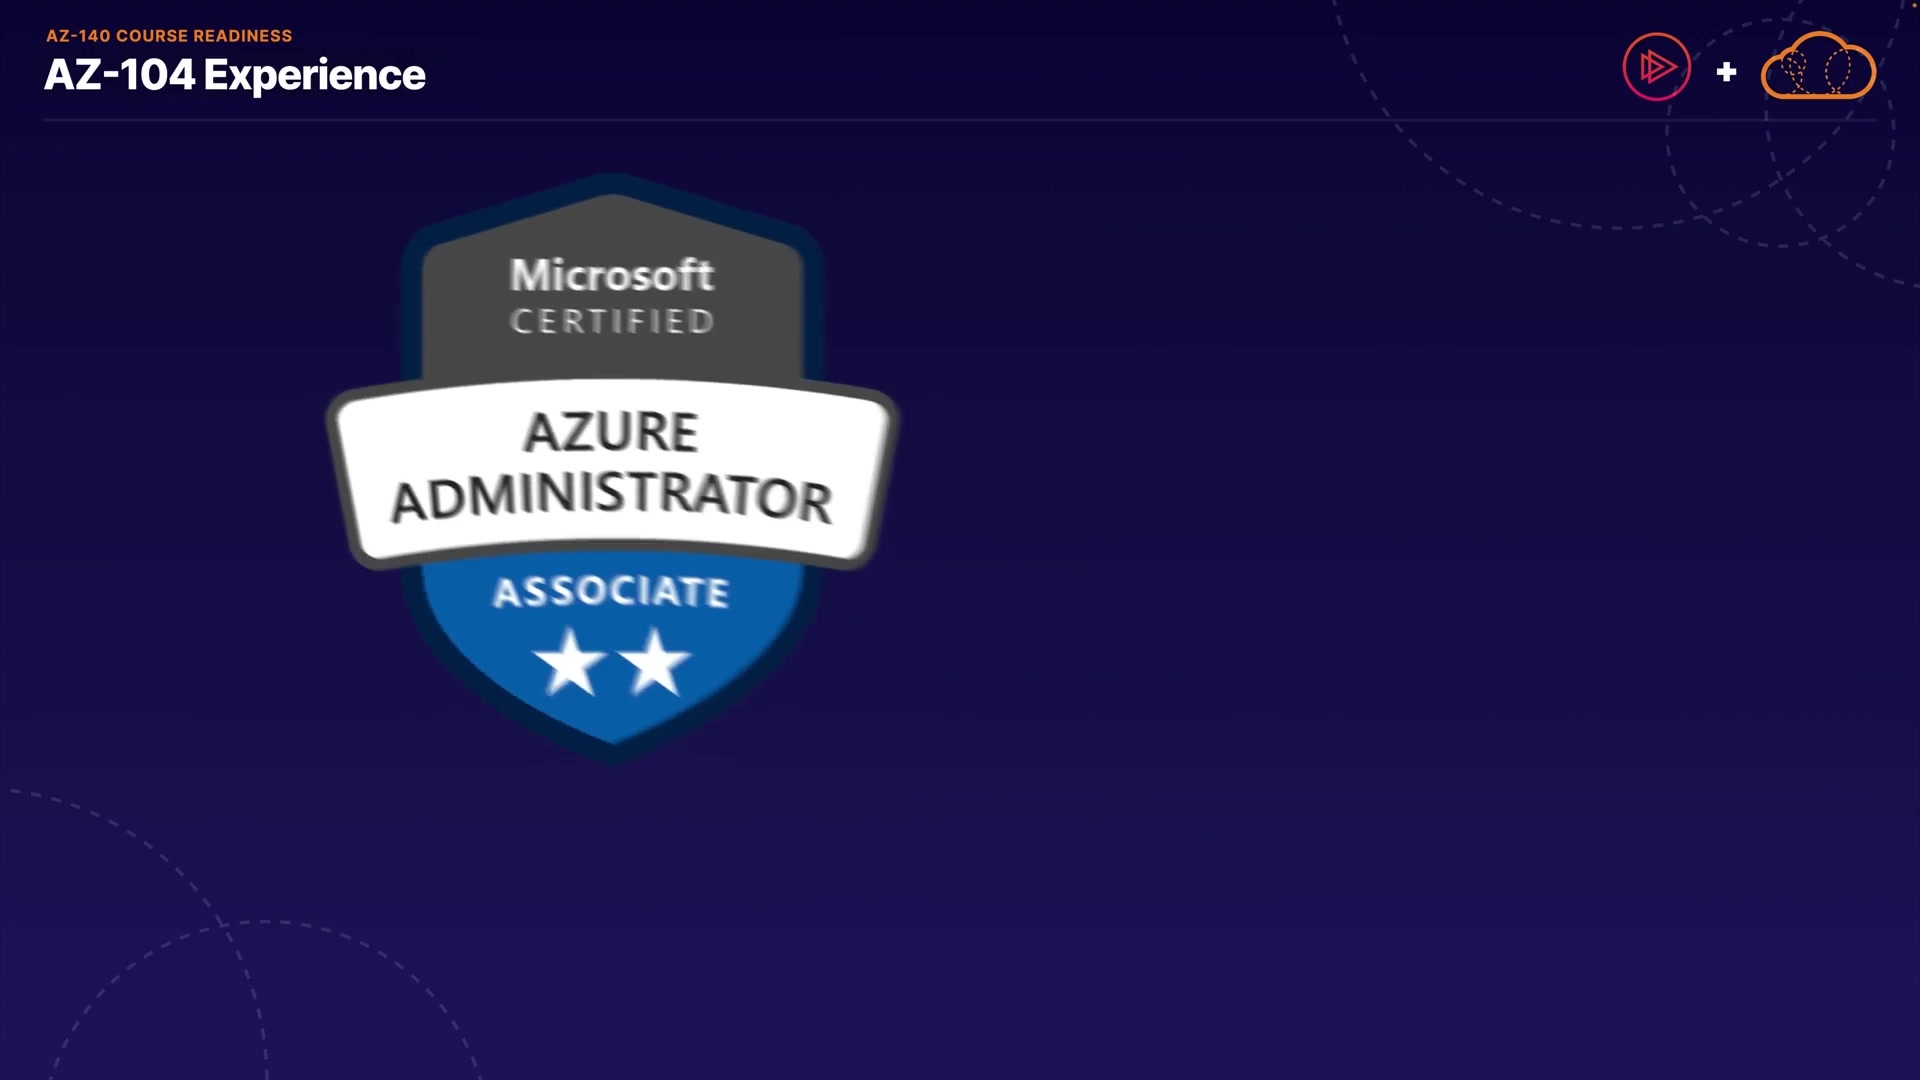 AZ-140 COURSE READINESS
AZ-104 Experience
Microsoft
CERTIFIED
AZURE
ADMINISTRATOR
ASSOCIATE